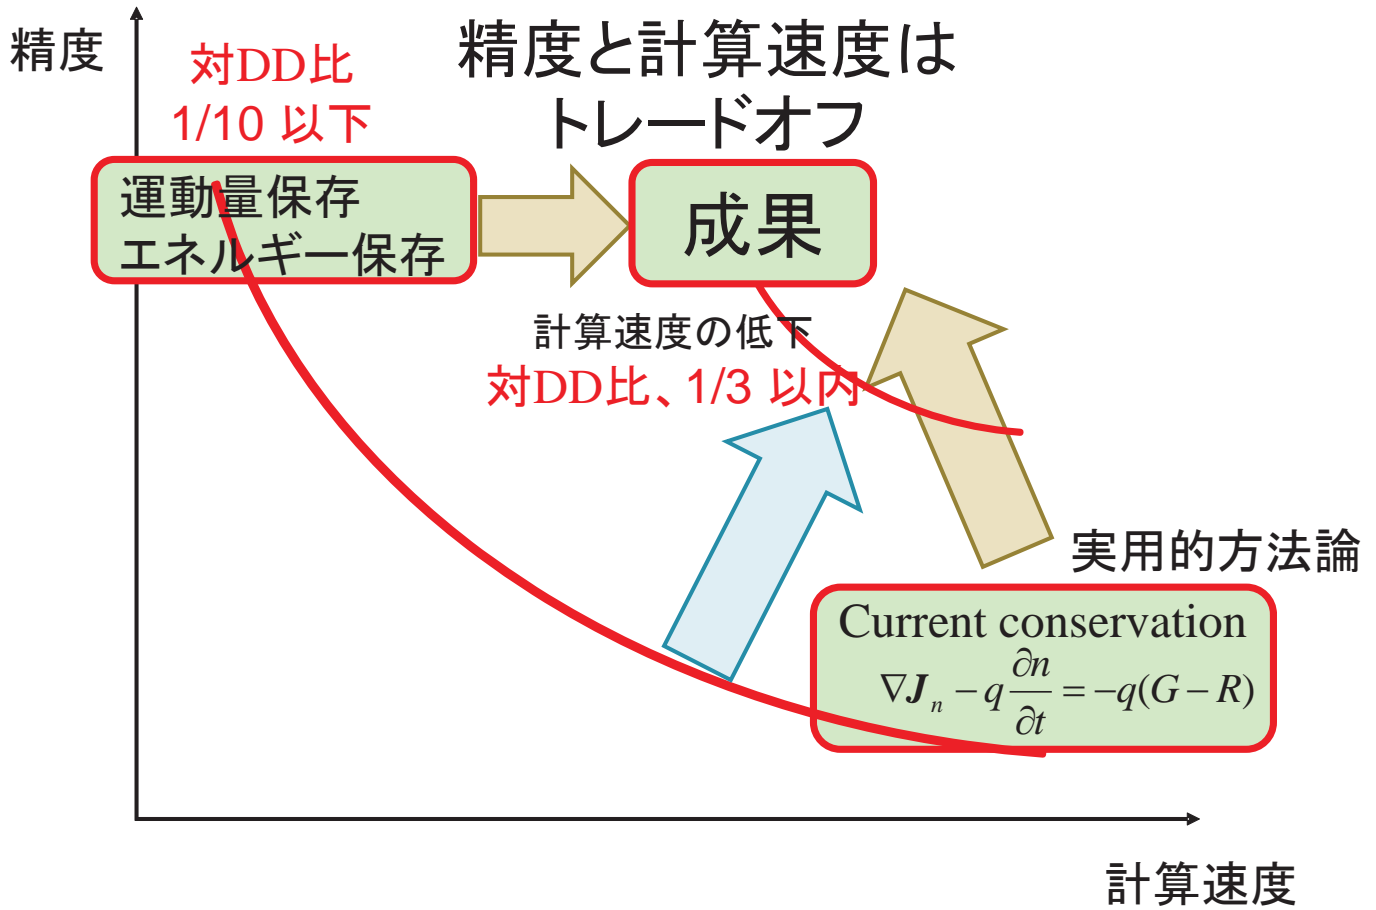 精度
対DD比
1/10 以下
精度と計算速度は
トレードオフ
運動量保存
エネルギー保存
成果
計算速度の低下
対DD比、1/3 以内
実用的方法論
Current conservation
∇J_n − q ∂n/∂t = −q(G − R)
計算速度